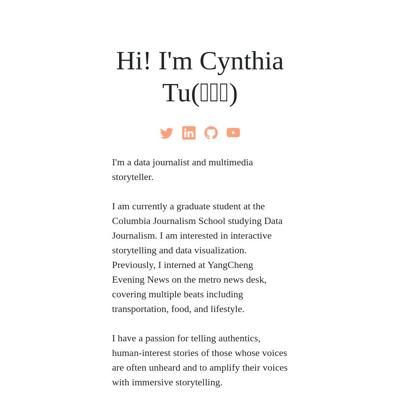 Hi! I'm Cynthia
Tu()
I'm a data journalist and multimedia
storyteller.
I am currently a graduate student at the
Columbia Journalism School studying Data
Journalism. I am interested in interactive
storytelling and data visualization.
Previously, I interned at YangCheng
Evening News on the metro news desk,
covering multiple beats including
transportation, food, and lifestyle.
I have a passion for telling authentics,
human-interest stories of those whose voices
are often unheard and to amplify their voices
with immersive storytelling.